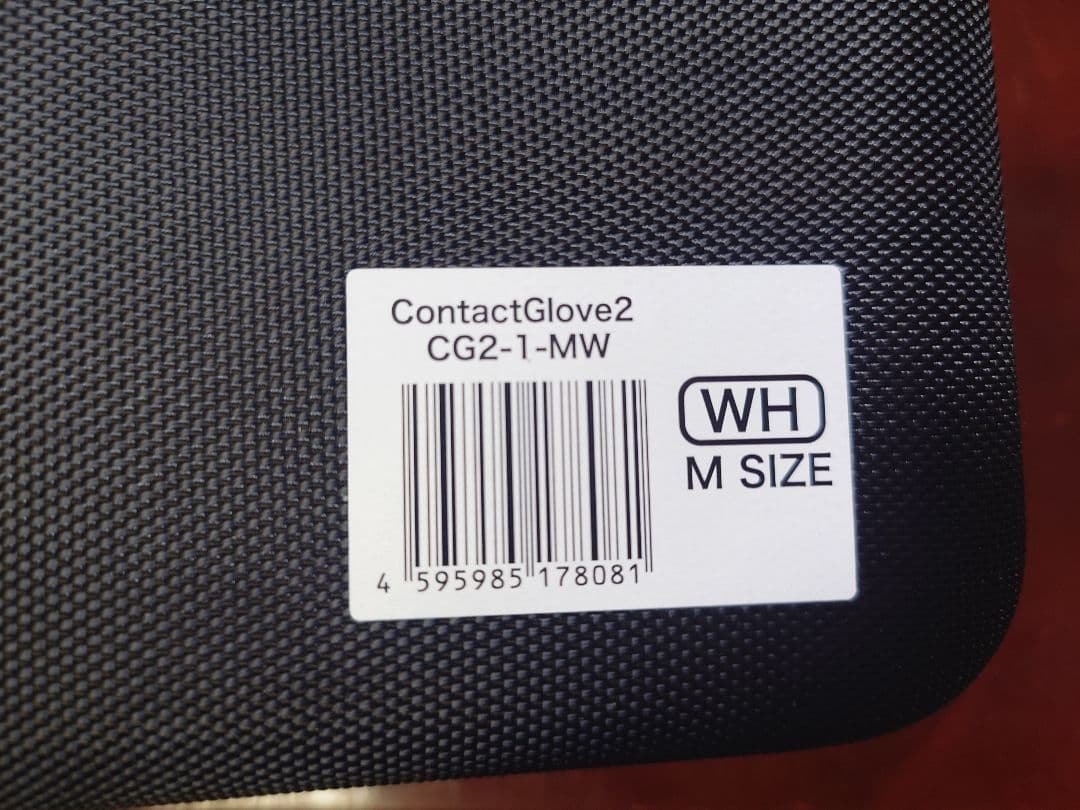 ContactGlove2
CG2-1-MW
WH
M SIZE
4 595985 178081